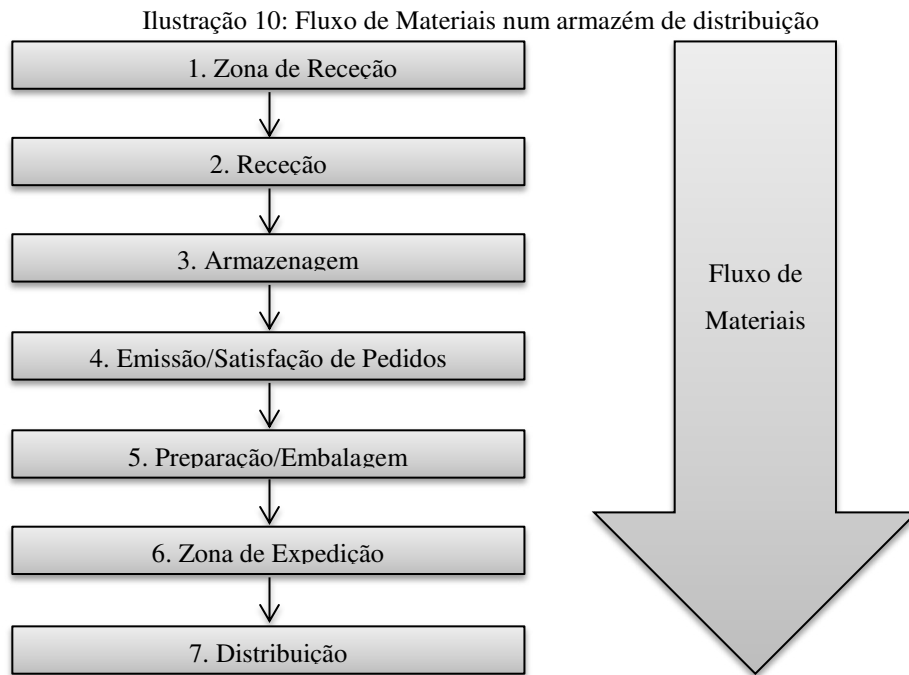 Ilustração 10: Fluxo de Materiais num armazém de distribuição
1. Zona de Receção
2. Receção
3. Armazenagem
4. Emissão/Satisfação de Pedidos
5. Preparação/Embalagem
6. Zona de Expedição
7. Distribuição
Fluxo de
Materiais